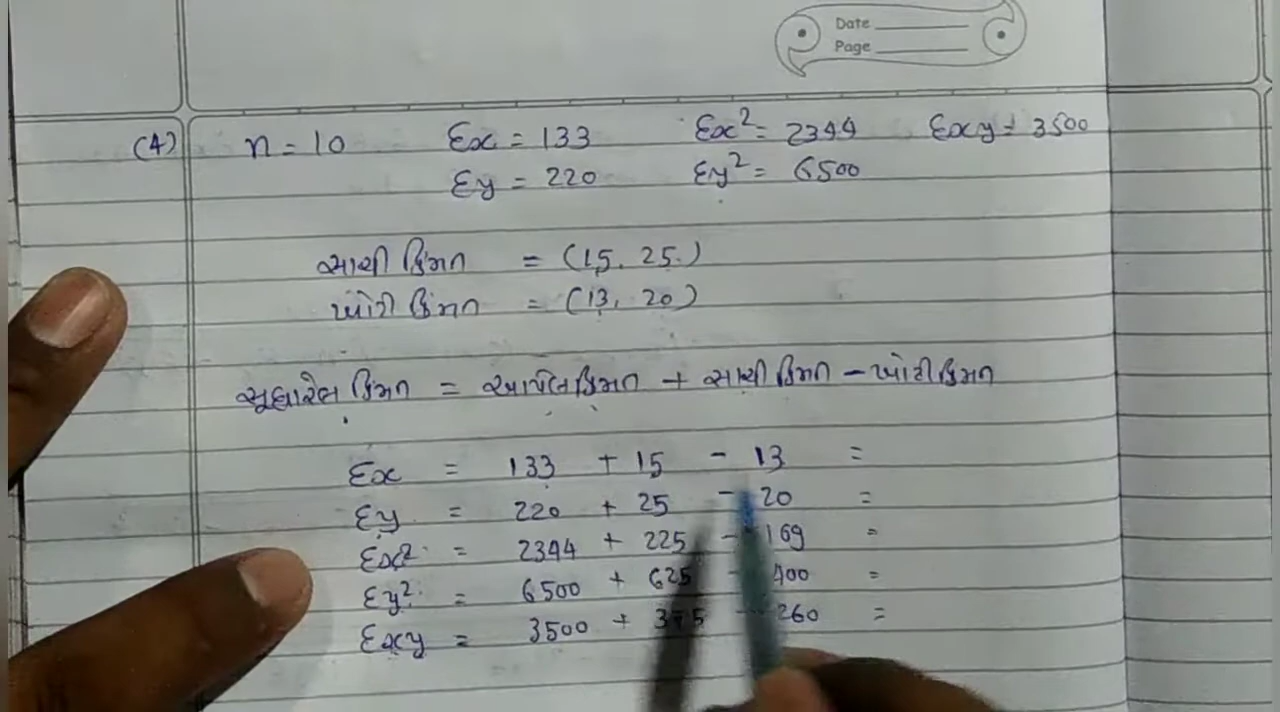 Date
Page
(4) n = 10 Σx = 133 Σx² = 2344 Σxy = 3500
Σy = 220 Σy² = 6500
સાચી કિંમત = (15, 25)
ખોટી કિંમત = (13, 20)
સુધારેલ કિંમત = આપેલ કિંમત + સાચી કિંમત - ખોટી કિંમત
Σx = 133 + 15 - 13 =
Σy = 220 + 25 - 20 =
Σx² = 2344 + 225 - 169 =
Σy² = 6500 + 625 - 400 =
Σxy = 3500 + 375 - 260 =